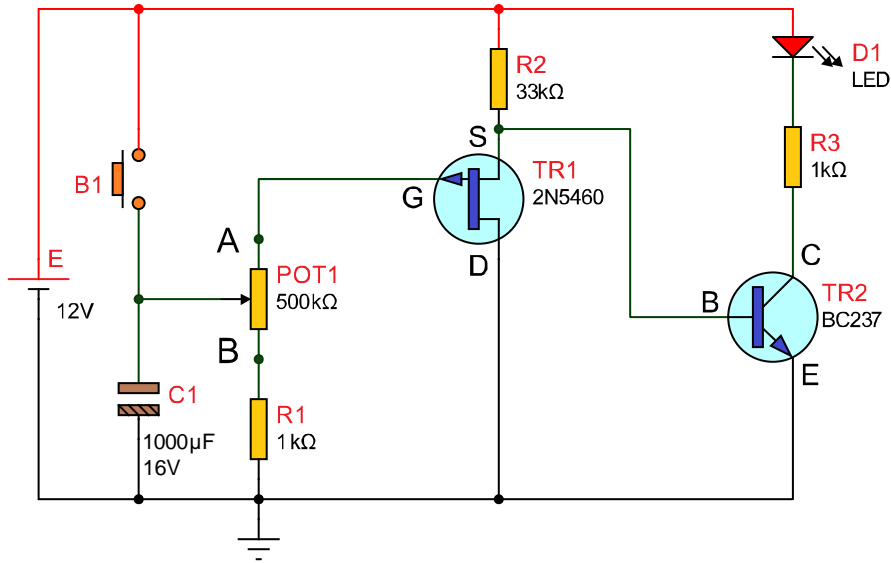 D1
LED
R2
33kΩ
S
TR1
2N5460
G
D
R3
1kΩ
B1
A
E
12V
POT1
500kΩ
B
C
B
TR2
BC237
E
C1
1000µF
16V
R1
1kΩ